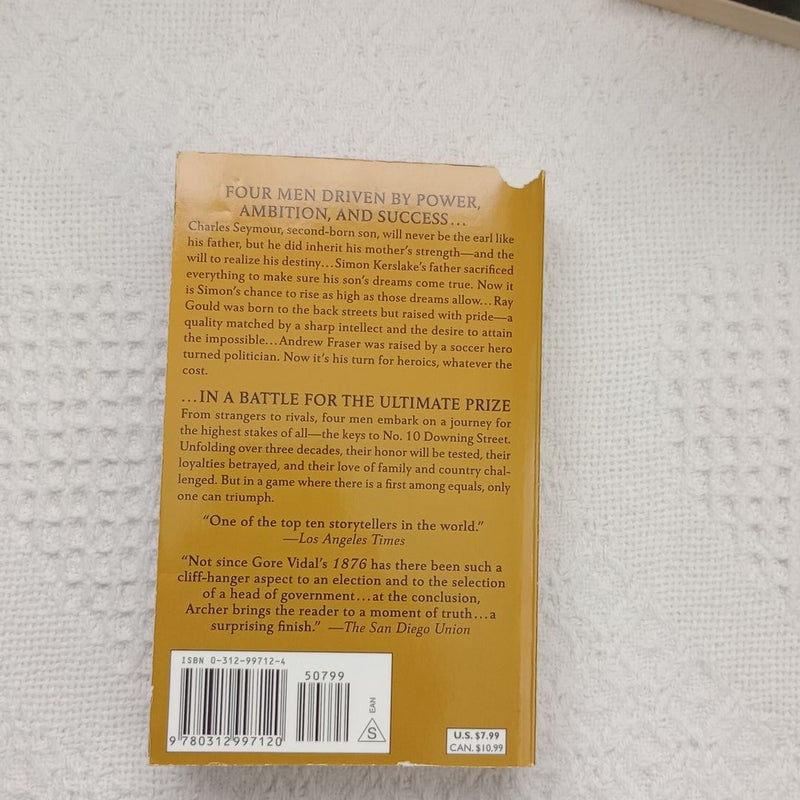 FOUR MEN DRIVEN BY POWER,
AMBITION, AND SUCCESS...
Charles Seymour, second-born son, will never be the earl like
his father, but he did inherit his mother's strength—and the
will to realize his destiny...Simon Kerslake's father sacrificed
everything to make sure his son's dreams come true. Now it
is Simon's chance to rise as high as those dreams allow...Ray
Gould was born to the back streets but raised with pride—a
quality matched by a sharp intellect and the desire to attain
the impossible...Andrew Fraser was raised by a soccer hero
turned politician. Now it's his turn for heroics, whatever the
cost.
...IN A BATTLE FOR THE ULTIMATE PRIZE
From strangers to rivals, four men embark on a journey for
the highest stakes of all—the keys to No. 10 Downing Street.
Unfolding over three decades, their honor will be tested, their
loyalties betrayed, and their love of family and country chal-
lenged. But in a game where there is a first among equals, only
one can triumph.
"One of the top ten storytellers in the world."
—Los Angeles Times
"Not since Gore Vidal's 1876 has there been such a
cliff-hanger aspect to an election and to the selection
of a head of government...at the conclusion,
Archer brings the reader to a moment of truth...a
surprising finish." —The San Diego Union
ISBN 0-312-99712-4
50799
EAN
S
9 780312 997120
U.S. $7.99
CAN. $10.99